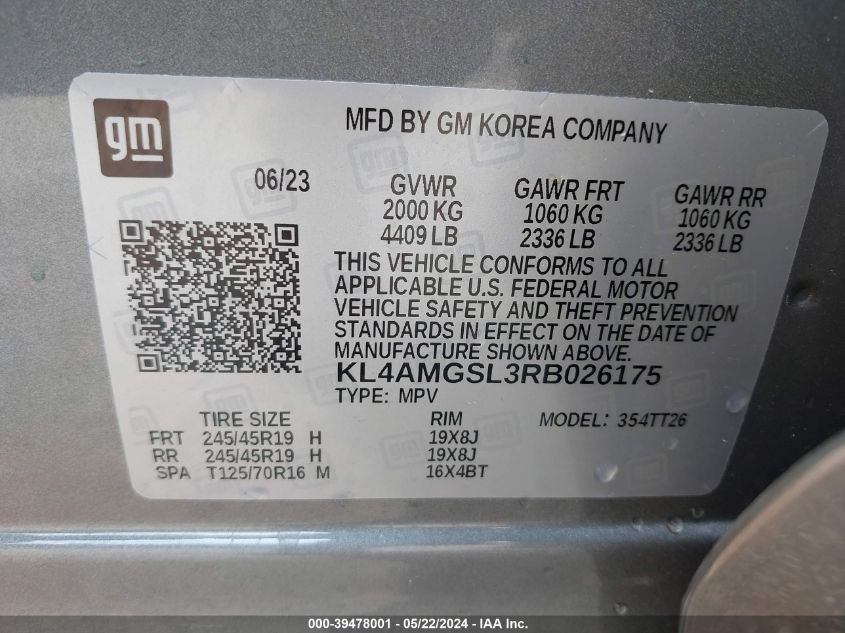 gm
MFD BY GM KOREA COMPANY
06/23
GVWR GAWR FRT GAWR RR
2000 KG 1060 KG 1060 KG
4409 LB 2336 LB 2336 LB
THIS VEHICLE CONFORMS TO ALL
APPLICABLE U.S. FEDERAL MOTOR
VEHICLE SAFETY AND THEFT PREVENTION
STANDARDS IN EFFECT ON THE DATE OF
MANUFACTURE SHOWN ABOVE.
KL4AMGSL3RB026175
TYPE: MPV
TIRE SIZE RIM MODEL: 354TT26
FRT 245/45R19 H 19X8J
RR 245/45R19 H 19X8J
SPA T125/70R16 M 16X4BT
000-39478001 - 05/22/2024 - IAA Inc.